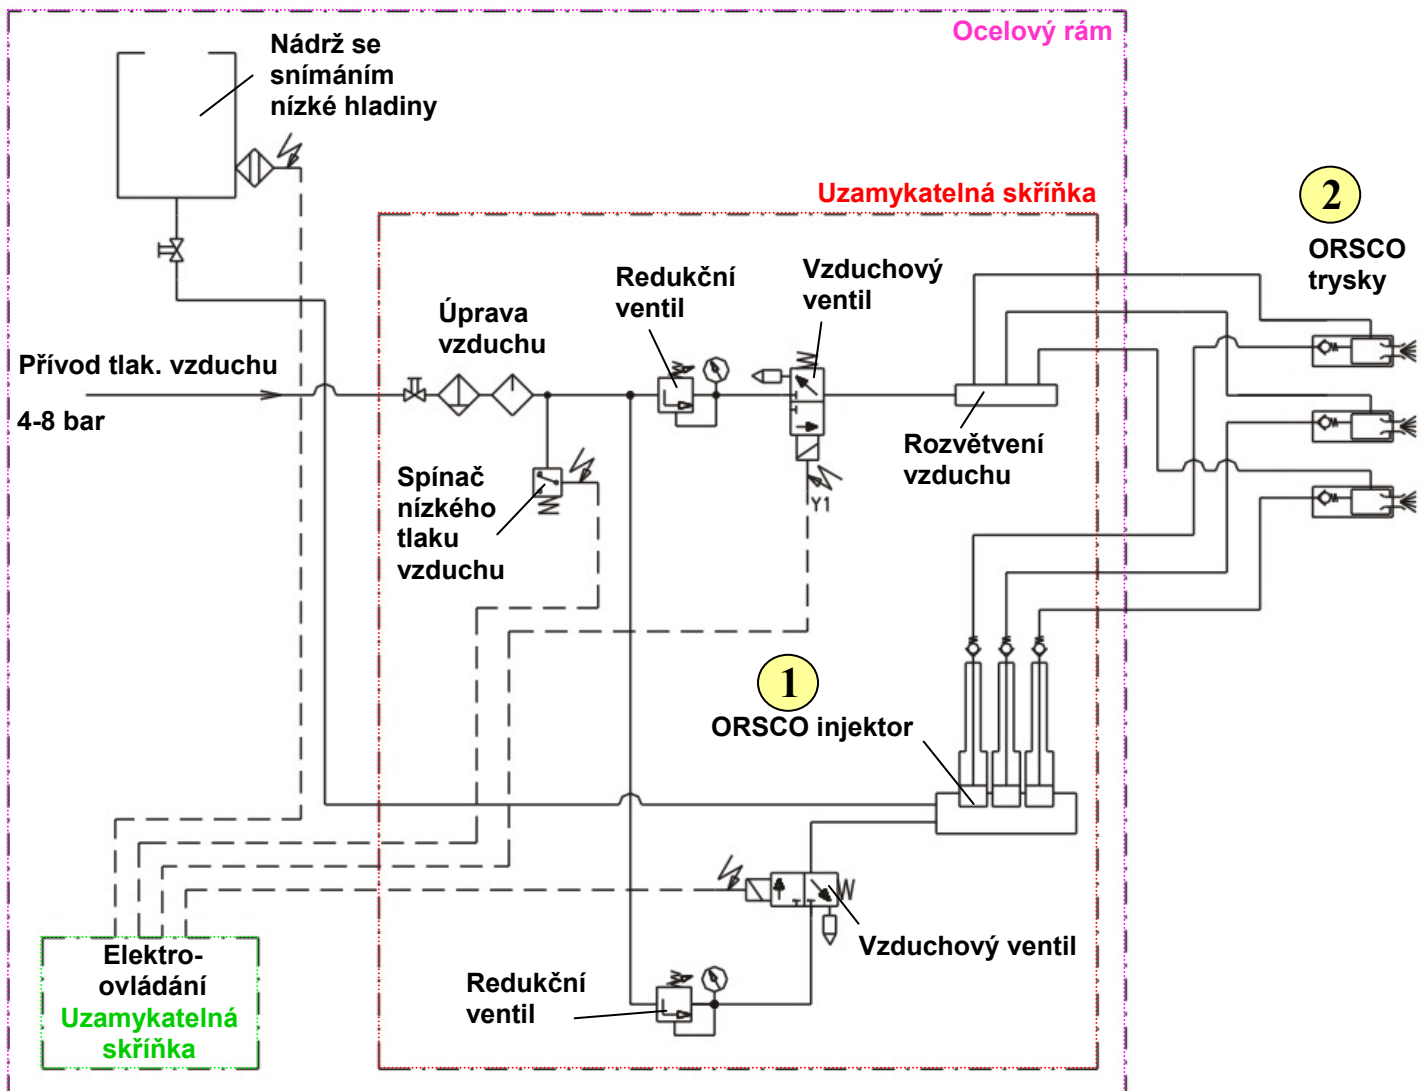 Ocelový rám
Nádrž se
snímáním
nízké hladiny
Uzamykatelná skříňka
2
ORSCO
trysky
Redukční
ventil
Vzduchový
ventil
Úprava
vzduchu
Přívod tlak. vzduchu
4-8 bar
Rozvětvení
vzduchu
Spínač
nízkého
tlaku
vzduchu
Y1
1
ORSCO injektor
Vzduchový ventil
Redukční
ventil
Elektro-
ovládání
Uzamykatelná
skříňka